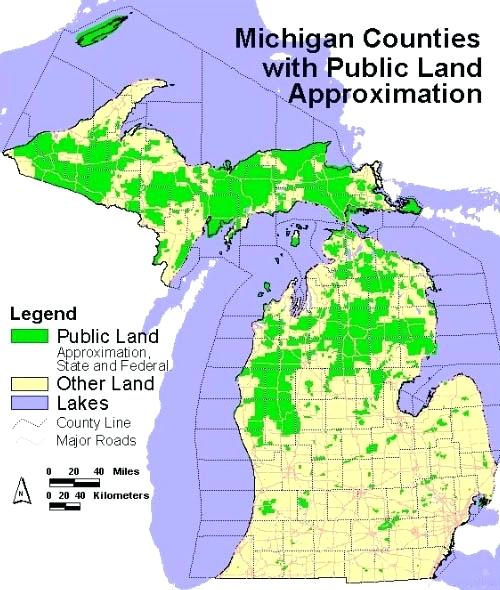 Michigan Counties
with Public Land
Approximation
Legend
Public Land
Approximation,
State and Federal
Other Land
Lakes
County Line
Major Roads
0 20 40 Miles
0 20 40 Kilometers
N